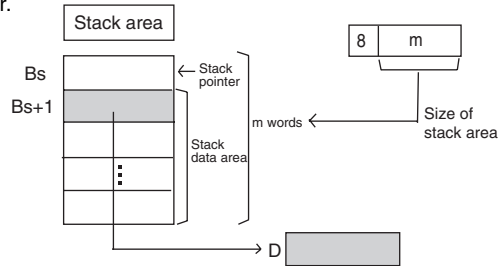 r.
Stack area
8 m
Bs
Stack
pointer
Bs+1
m words
Size of
stack area
Stack
data area
D